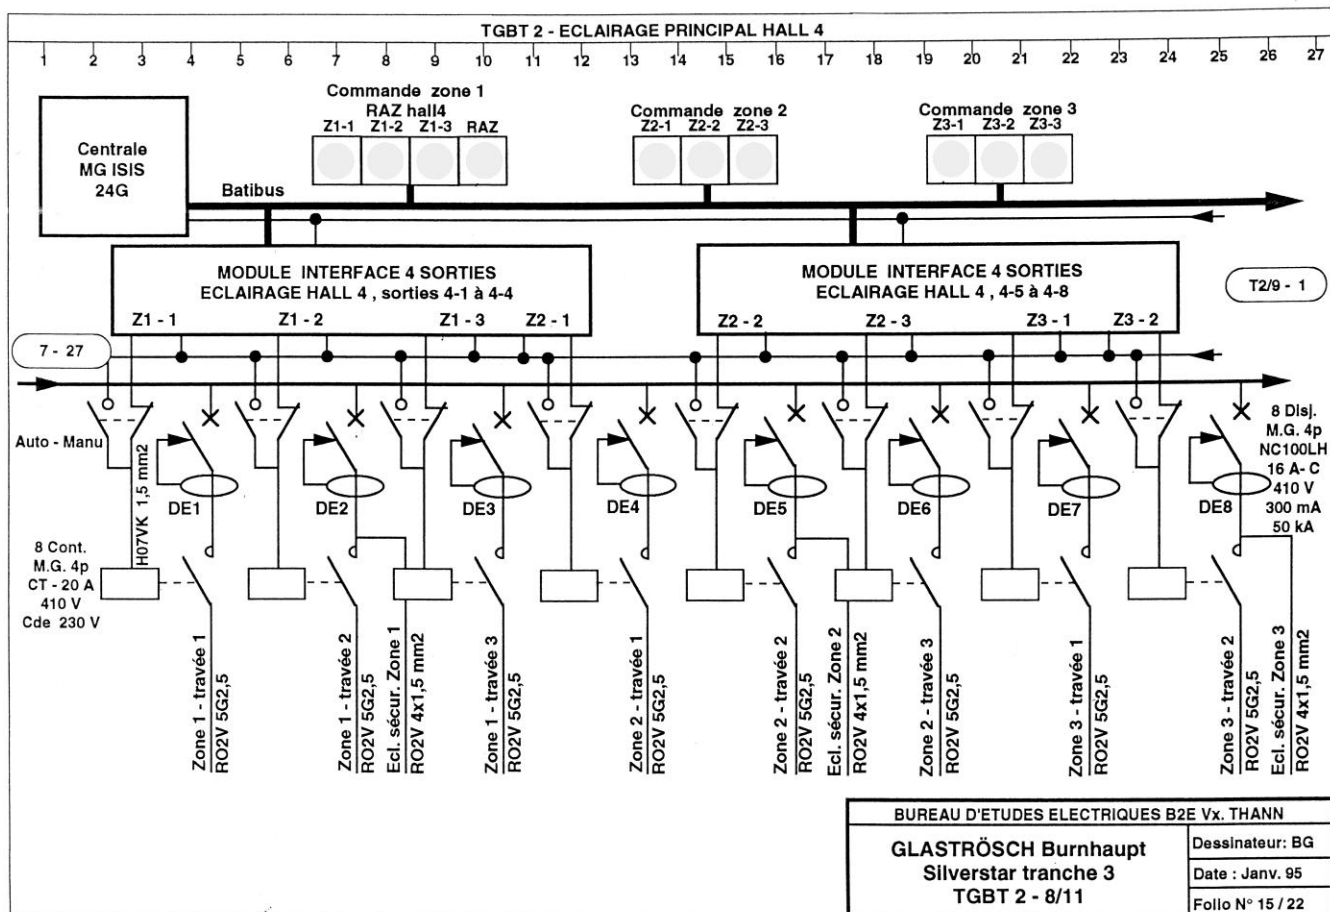 TGBT 2 - ECLAIRAGE PRINCIPAL HALL 4
1 2 3 4 5 6 7 8 9 10 11 12 13 14 15 16 17 18 19 20 21 22 23 24 25 26 27
Centrale
MG ISIS
24G
Batibus
Commande zone 1
RAZ hall4
Z1-1 Z1-2 Z1-3 RAZ
Commande zone 2
Z2-1 Z2-2 Z2-3
Commande zone 3
Z3-1 Z3-2 Z3-3
MODULE INTERFACE 4 SORTIES
ECLAIRAGE HALL 4 , sorties 4-1 à 4-4
Z1 - 1 Z1 - 2 Z1 - 3 Z2 - 1
MODULE INTERFACE 4 SORTIES
ECLAIRAGE HALL 4 , 4-5 à 4-8
Z2 - 2 Z2 - 3 Z3 - 1 Z3 - 2
T2/9 - 1
7 - 27
Auto - Manu
H07VK 1,5 mm2
DE1 DE2 DE3 DE4 DE5 DE6 DE7 DE8
8 Disj.
M.G. 4p
NC100LH
16 A- C
410 V
300 mA
50 kA
8 Cont.
M.G. 4p
CT - 20 A
410 V
Cde 230 V
Zone 1 - travée 1
RO2V 5G2,5
Zone 1 - travée 2
RO2V 5G2,5
Ecl. sécur. Zone 1
RO2V 4x1,5 mm2
Zone 1 - travée 3
RO2V 5G2,5
Zone 2 - travée 1
RO2V 5G2,5
Zone 2 - travée 2
RO2V 5G2,5
Ecl. sécur. Zone 2
RO2V 4x1,5 mm2
Zone 2 - travée 3
RO2V 5G2,5
Zone 3 - travée 1
RO2V 5G2,5
Zone 3 - travée 2
RO2V 5G2,5
Ecl. sécur. Zone 3
RO2V 4x1,5 mm2
BUREAU D'ETUDES ELECTRIQUES B2E Vx. THANN
GLASTRÖSCH Burnhaupt
Silverstar tranche 3
TGBT 2 - 8/11
Dessinateur: BG
Date : Janv. 95
Folio N° 15 / 22